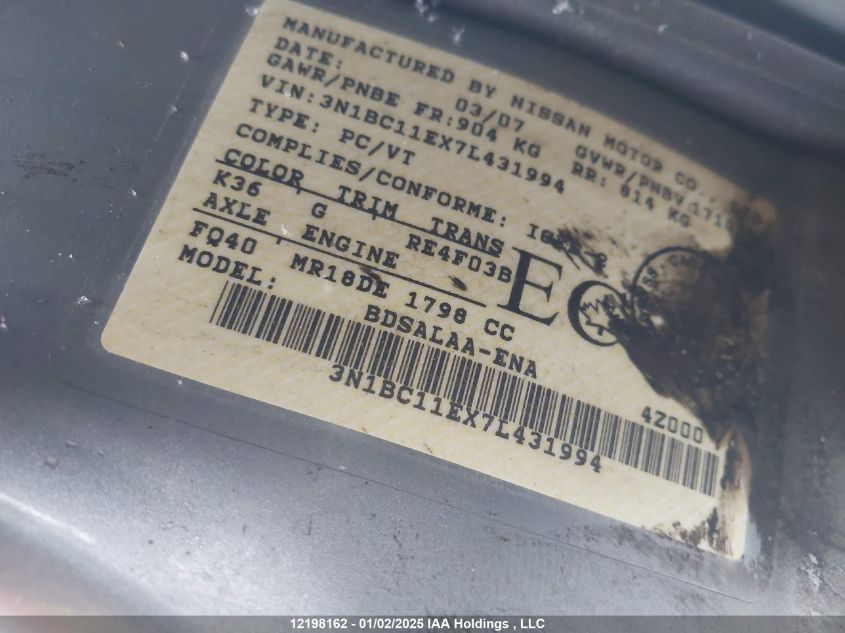 MANUFACTURED BY NISSAN MOTOR CO.,
DATE: 03/07 GVWR/PNBV
GAWR/PNBE FR:904 KG RR: 814 KG
VIN:3N1BC11EX7L431994
TYPE: PC/VT
COMPLIES/CONFORME:
COLOR TRIM TRANS
K36 G RE4F03B
AXLE ENGINE
FQ40 MR18DE 1798 CC
MODEL: BDSALAA-ENA
4Z000
3N1BC11EX7L431994
12198162 - 01/02/2025 IAA Holdings , LLC